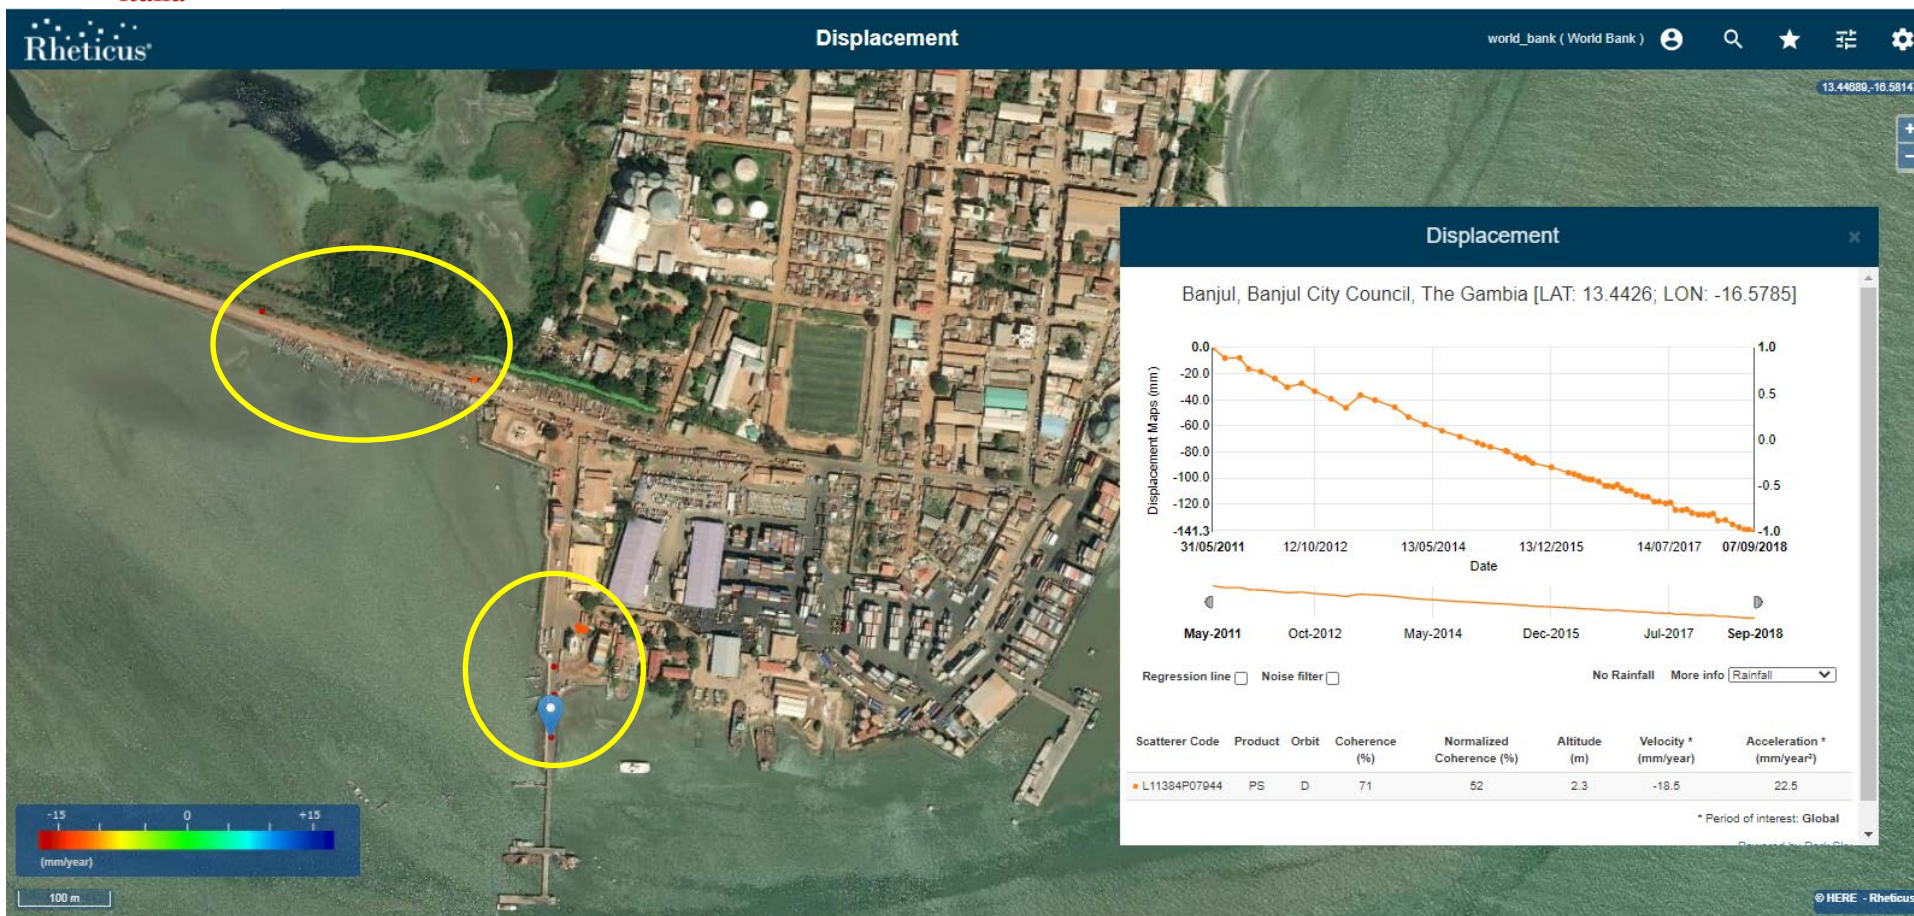 Rheticus
Displacement
world_bank ( World Bank )
13.44689,-16.5814
+
−
Displacement
×
Banjul, Banjul City Council, The Gambia [LAT: 13.4426; LON: -16.5785]
Displacement Maps (mm)
0.0
-20.0
-40.0
-60.0
-80.0
-100.0
-120.0
-141.3
1.0
0.5
0.0
-0.5
-1.0
31/05/2011 12/10/2012 13/05/2014 13/12/2015 14/07/2017 07/09/2018
Date
May-2011 Oct-2012 May-2014 Dec-2015 Jul-2017 Sep-2018
Regression line Noise filter No Rainfall More info Rainfall
Scatterer Code Product Orbit Coherence (%) Normalized Coherence (%) Altitude (m) Velocity * (mm/year) Acceleration * (mm/year²)
L11384P07944 PS D 71 52 2.3 -18.5 22.5
* Period of interest: Global
-15 0 +15
(mm/year)
100 m
© HERE - Rheticus